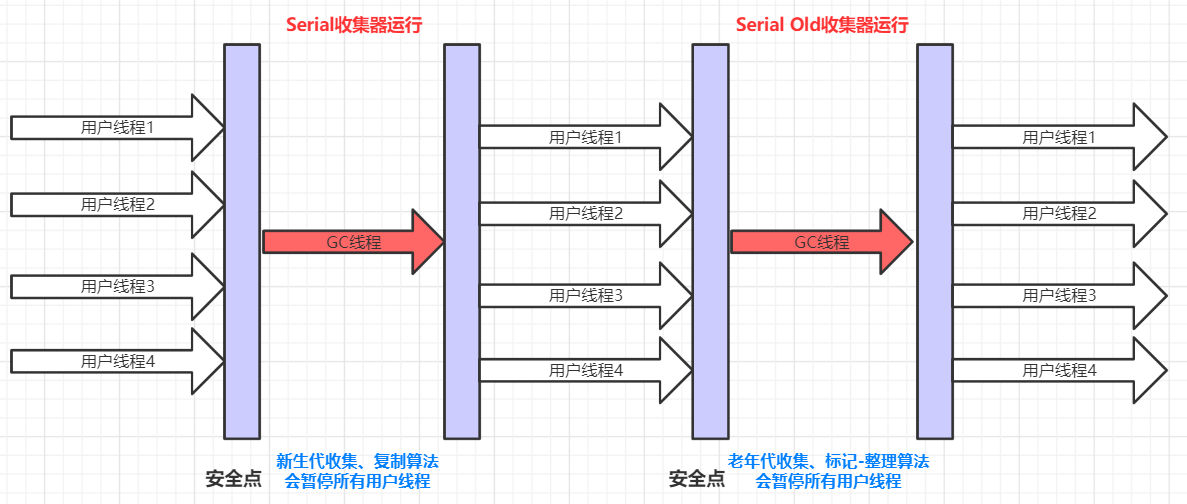 Serial收集器运行
Serial Old收集器运行
用户线程1
用户线程2
用户线程3
用户线程4
GC线程
用户线程1
用户线程2
用户线程3
用户线程4
GC线程
用户线程1
用户线程2
用户线程3
用户线程4
安全点
新生代收集、复制算法
会暂停所有用户线程
安全点
老年代收集、标记-整理算法
会暂停所有用户线程